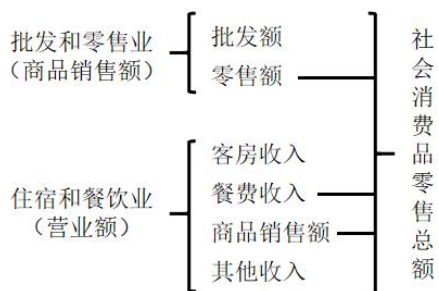 批发和零售业
（商品销售额）
批发额
零售额
住宿和餐饮业
（营业额）
客房收入
餐费收入
商品销售额
其他收入
社会消费品零售总额